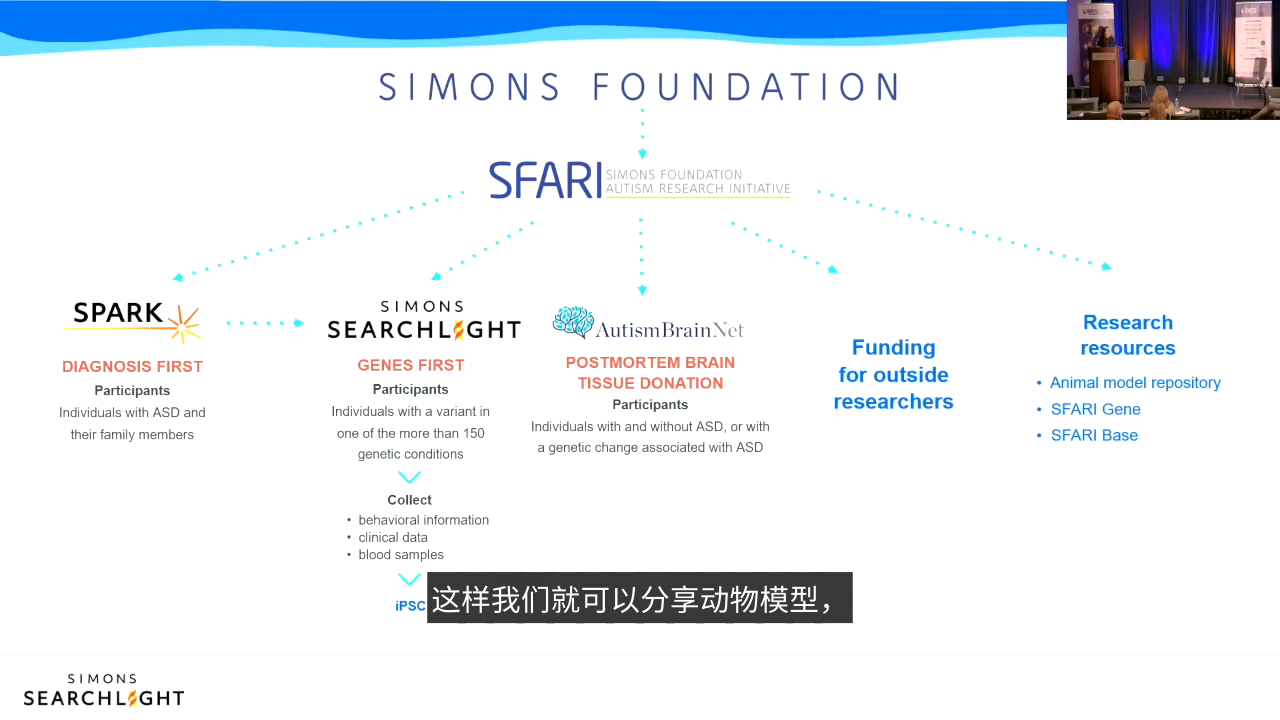 SIMONS FOUNDATION
SFARI
SIMONS FOUNDATION
AUTISM RESEARCH INITIATIVE
SPARK
DIAGNOSIS FIRST
Participants
Individuals with ASD and
their family members
SIMONS
SEARCHLIGHT
GENES FIRST
Participants
Individuals with a variant in
one of the more than 150
genetic conditions
Collect
• behavioral information
• clinical data
• blood samples
iPSC
AutismBrainNet
POSTMORTEM BRAIN
TISSUE DONATION
Participants
Individuals with and without ASD, or with
a genetic change associated with ASD
Funding
for outside
researchers
Research
resources
• Animal model repository
• SFARI Gene
• SFARI Base
这样我们就可以分享动物模型，
SIMONS
SEARCHLIGHT